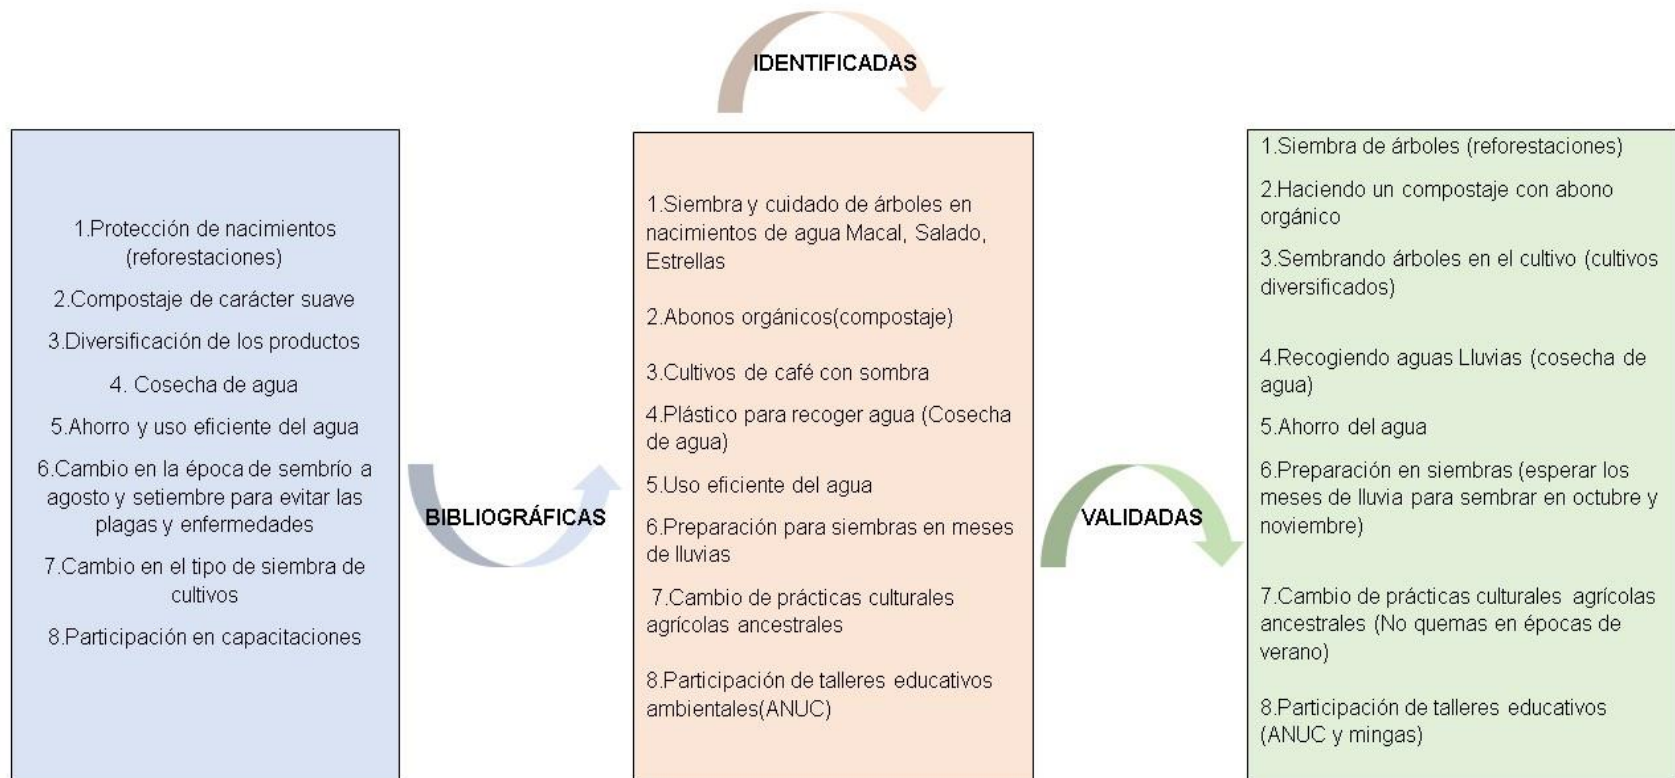 IDENTIFICADAS
1.Protección de nacimientos
(reforestaciones)
2.Compostaje de carácter suave
3.Diversificación de los productos
4. Cosecha de agua
5.Ahorro y uso eficiente del agua
6.Cambio en la época de sembrío a
agosto y setiembre para evitar las
plagas y enfermedades
7.Cambio en el tipo de siembra de
cultivos
8.Participación en capacitaciones
BIBLIOGRÁFICAS
1.Siembra y cuidado de árboles en
nacimientos de agua Macal, Salado,
Estrellas
2.Abonos orgánicos(compostaje)
3.Cultivos de café con sombra
4.Plástico para recoger agua (Cosecha
de agua)
5.Uso eficiente del agua
6.Preparación para siembras en meses
de lluvias
7.Cambio de prácticas culturales
agrícolas ancestrales
8.Participación de talleres educativos
ambientales(ANUC)
VALIDADAS
1.Siembra de árboles (reforestaciones)
2.Haciendo un compostaje con abono
orgánico
3.Sembrando árboles en el cultivo (cultivos
diversificados)
4.Recogiendo aguas Lluvias (cosecha de
agua)
5.Ahorro del agua
6.Preparación en siembras (esperar los
meses de lluvia para sembrar en octubre y
noviembre)
7.Cambio de prácticas culturales agrícolas
ancestrales (No quemas en épocas de
verano)
8.Participación de talleres educativos
(ANUC y mingas)